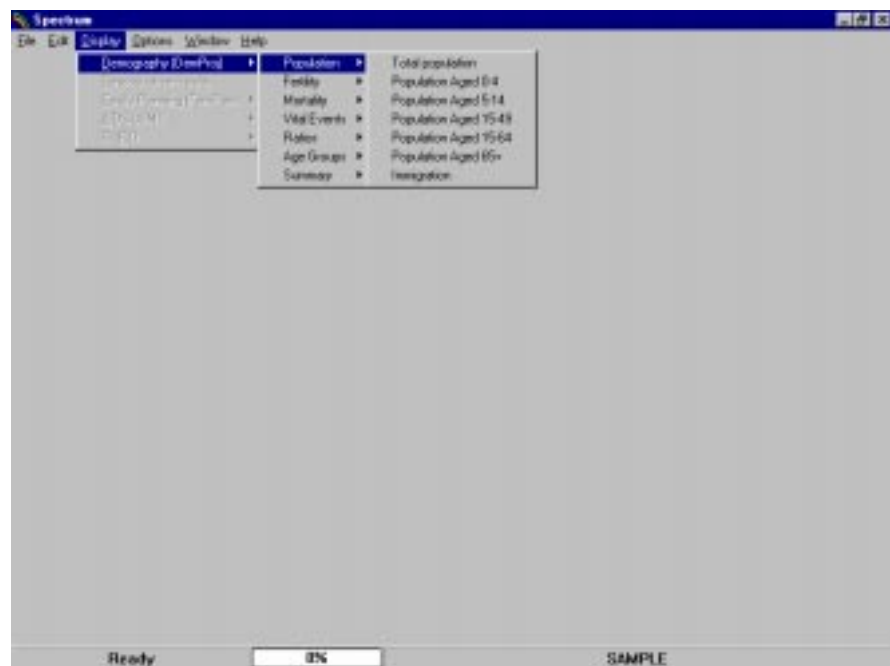 Spectrum
File Edit Display Options Window Help
Demography (DemProj)
Population
Fertility
Mortality
Vital Events
Ratios
Age Groups
Summary
Total population
Population Aged 0-4
Population Aged 5-14
Population Aged 15-49
Population Aged 15-64
Population Aged 65+
Immigration
Ready 0% SAMPLE